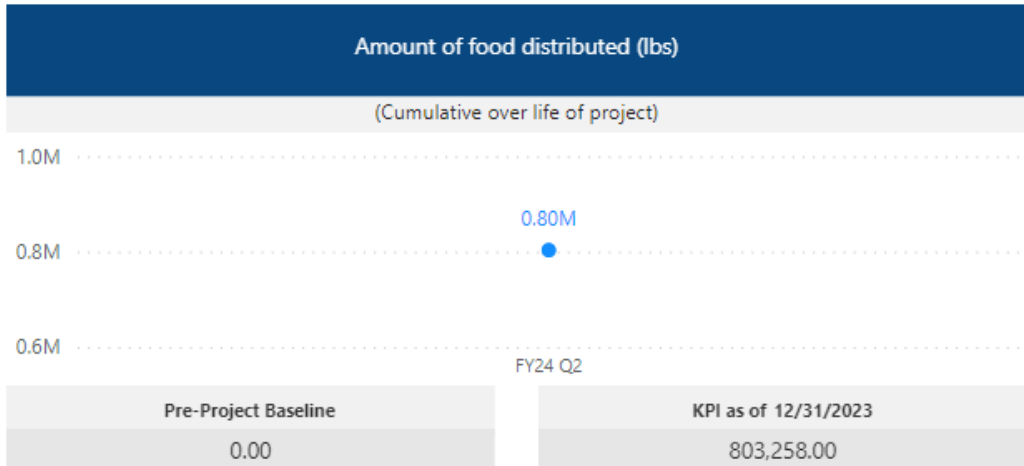 Amount of food distributed (lbs)
(Cumulative over life of project)
1.0M
0.80M
0.8M
0.6M
FY24 Q2
Pre-Project Baseline
KPI as of 12/31/2023
0.00
803,258.00